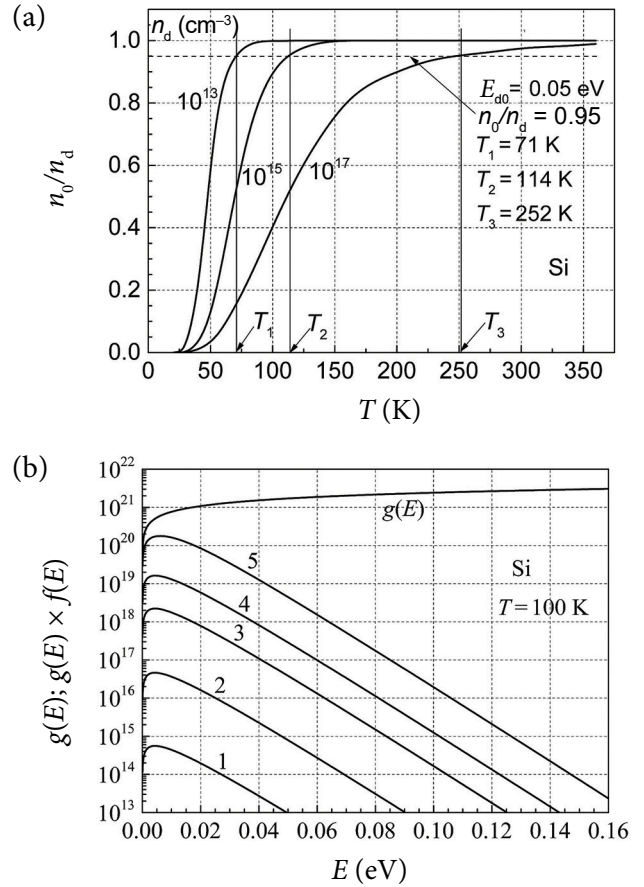 (a)
n_d (cm⁻³)
1.0
0.8
0.6
0.4
0.2
0.0
n₀/n_d
10¹³
10¹⁵
10¹⁷
E_d0 = 0.05 eV
n₀/n_d = 0.95
T₁ = 71 K
T₂ = 114 K
T₃ = 252 K
Si
T₁
T₂
T₃
0 50 100 150 200 250 300 350
T (K)
(b)
10²²
10²¹
10²⁰
10¹⁹
10¹⁸
10¹⁷
10¹⁶
10¹⁵
10¹⁴
10¹³
g(E); g(E) × f(E)
g(E)
5
4
3
2
1
Si
T = 100 K
0.00 0.02 0.04 0.06 0.08 0.10 0.12 0.14 0.16
E (eV)